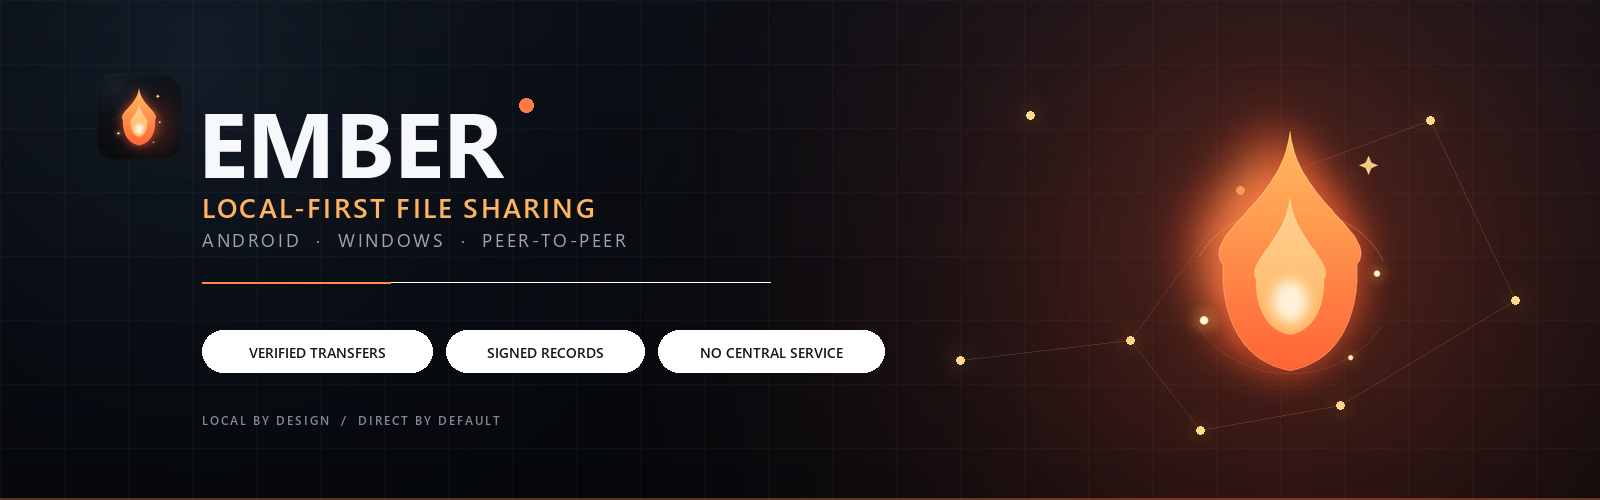 EMBER
LOCAL-FIRST FILE SHARING
ANDROID · WINDOWS · PEER-TO-PEER
VERIFIED TRANSFERS SIGNED RECORDS NO CENTRAL SERVICE
LOCAL BY DESIGN / DIRECT BY DEFAULT